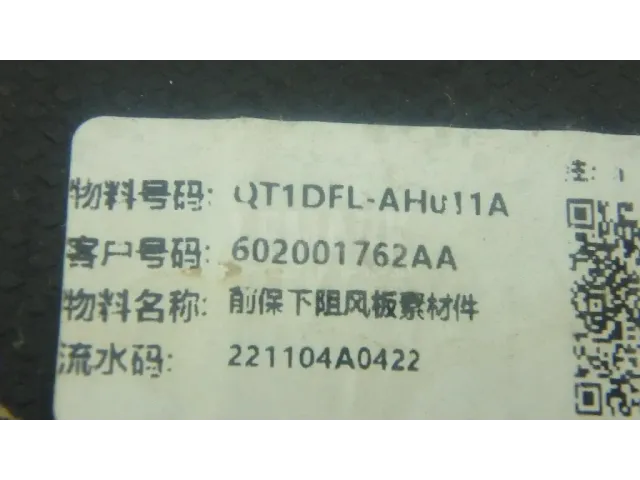 物料号码: QT1DFL-AHu11A
客户号码: 602001762AA
物料名称: 前保下阻风板素材件
流水码: 221104A0422
注: